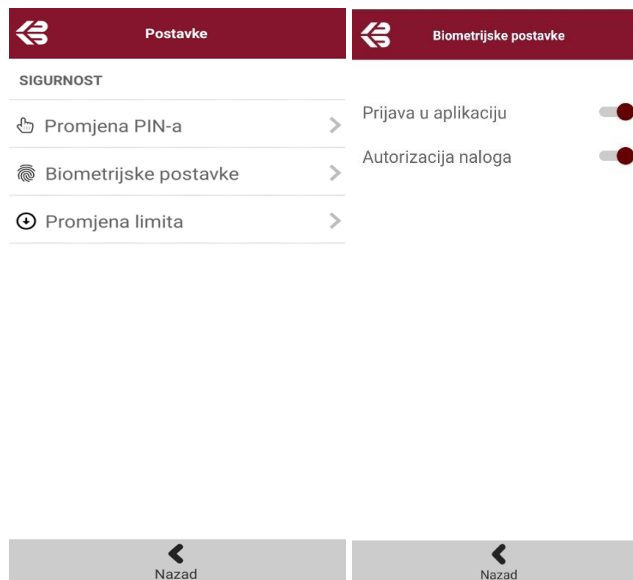 Postavke
SIGURNOST
Promjena PIN-a
Biometrijske postavke
Promjena limita
Nazad
Biometrijske postavke
Prijava u aplikaciju
Autorizacija naloga
Nazad